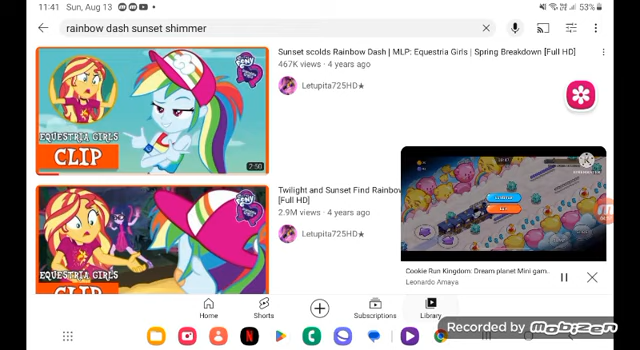 11:41 Sun, Aug 13
53%
rainbow dash sunset shimmer
Sunset scolds Rainbow Dash | MLP: Equestria Girls | Spring Breakdown [Full HD]
467K views · 4 years ago
Letupita725HD★
EQUESTRIA GIRLS
CLIP
2:50
Twilight and Sunset Find Rainbow
[Full HD]
2.9M views · 4 years ago
Letupita725HD★
EQUESTRIA GIRLS
CLIP
Cookie Run Kingdom: Dream planet Mini gam..
Leonardo Amaya
Home
Shorts
Subscriptions
Library
Recorded by Mobizen